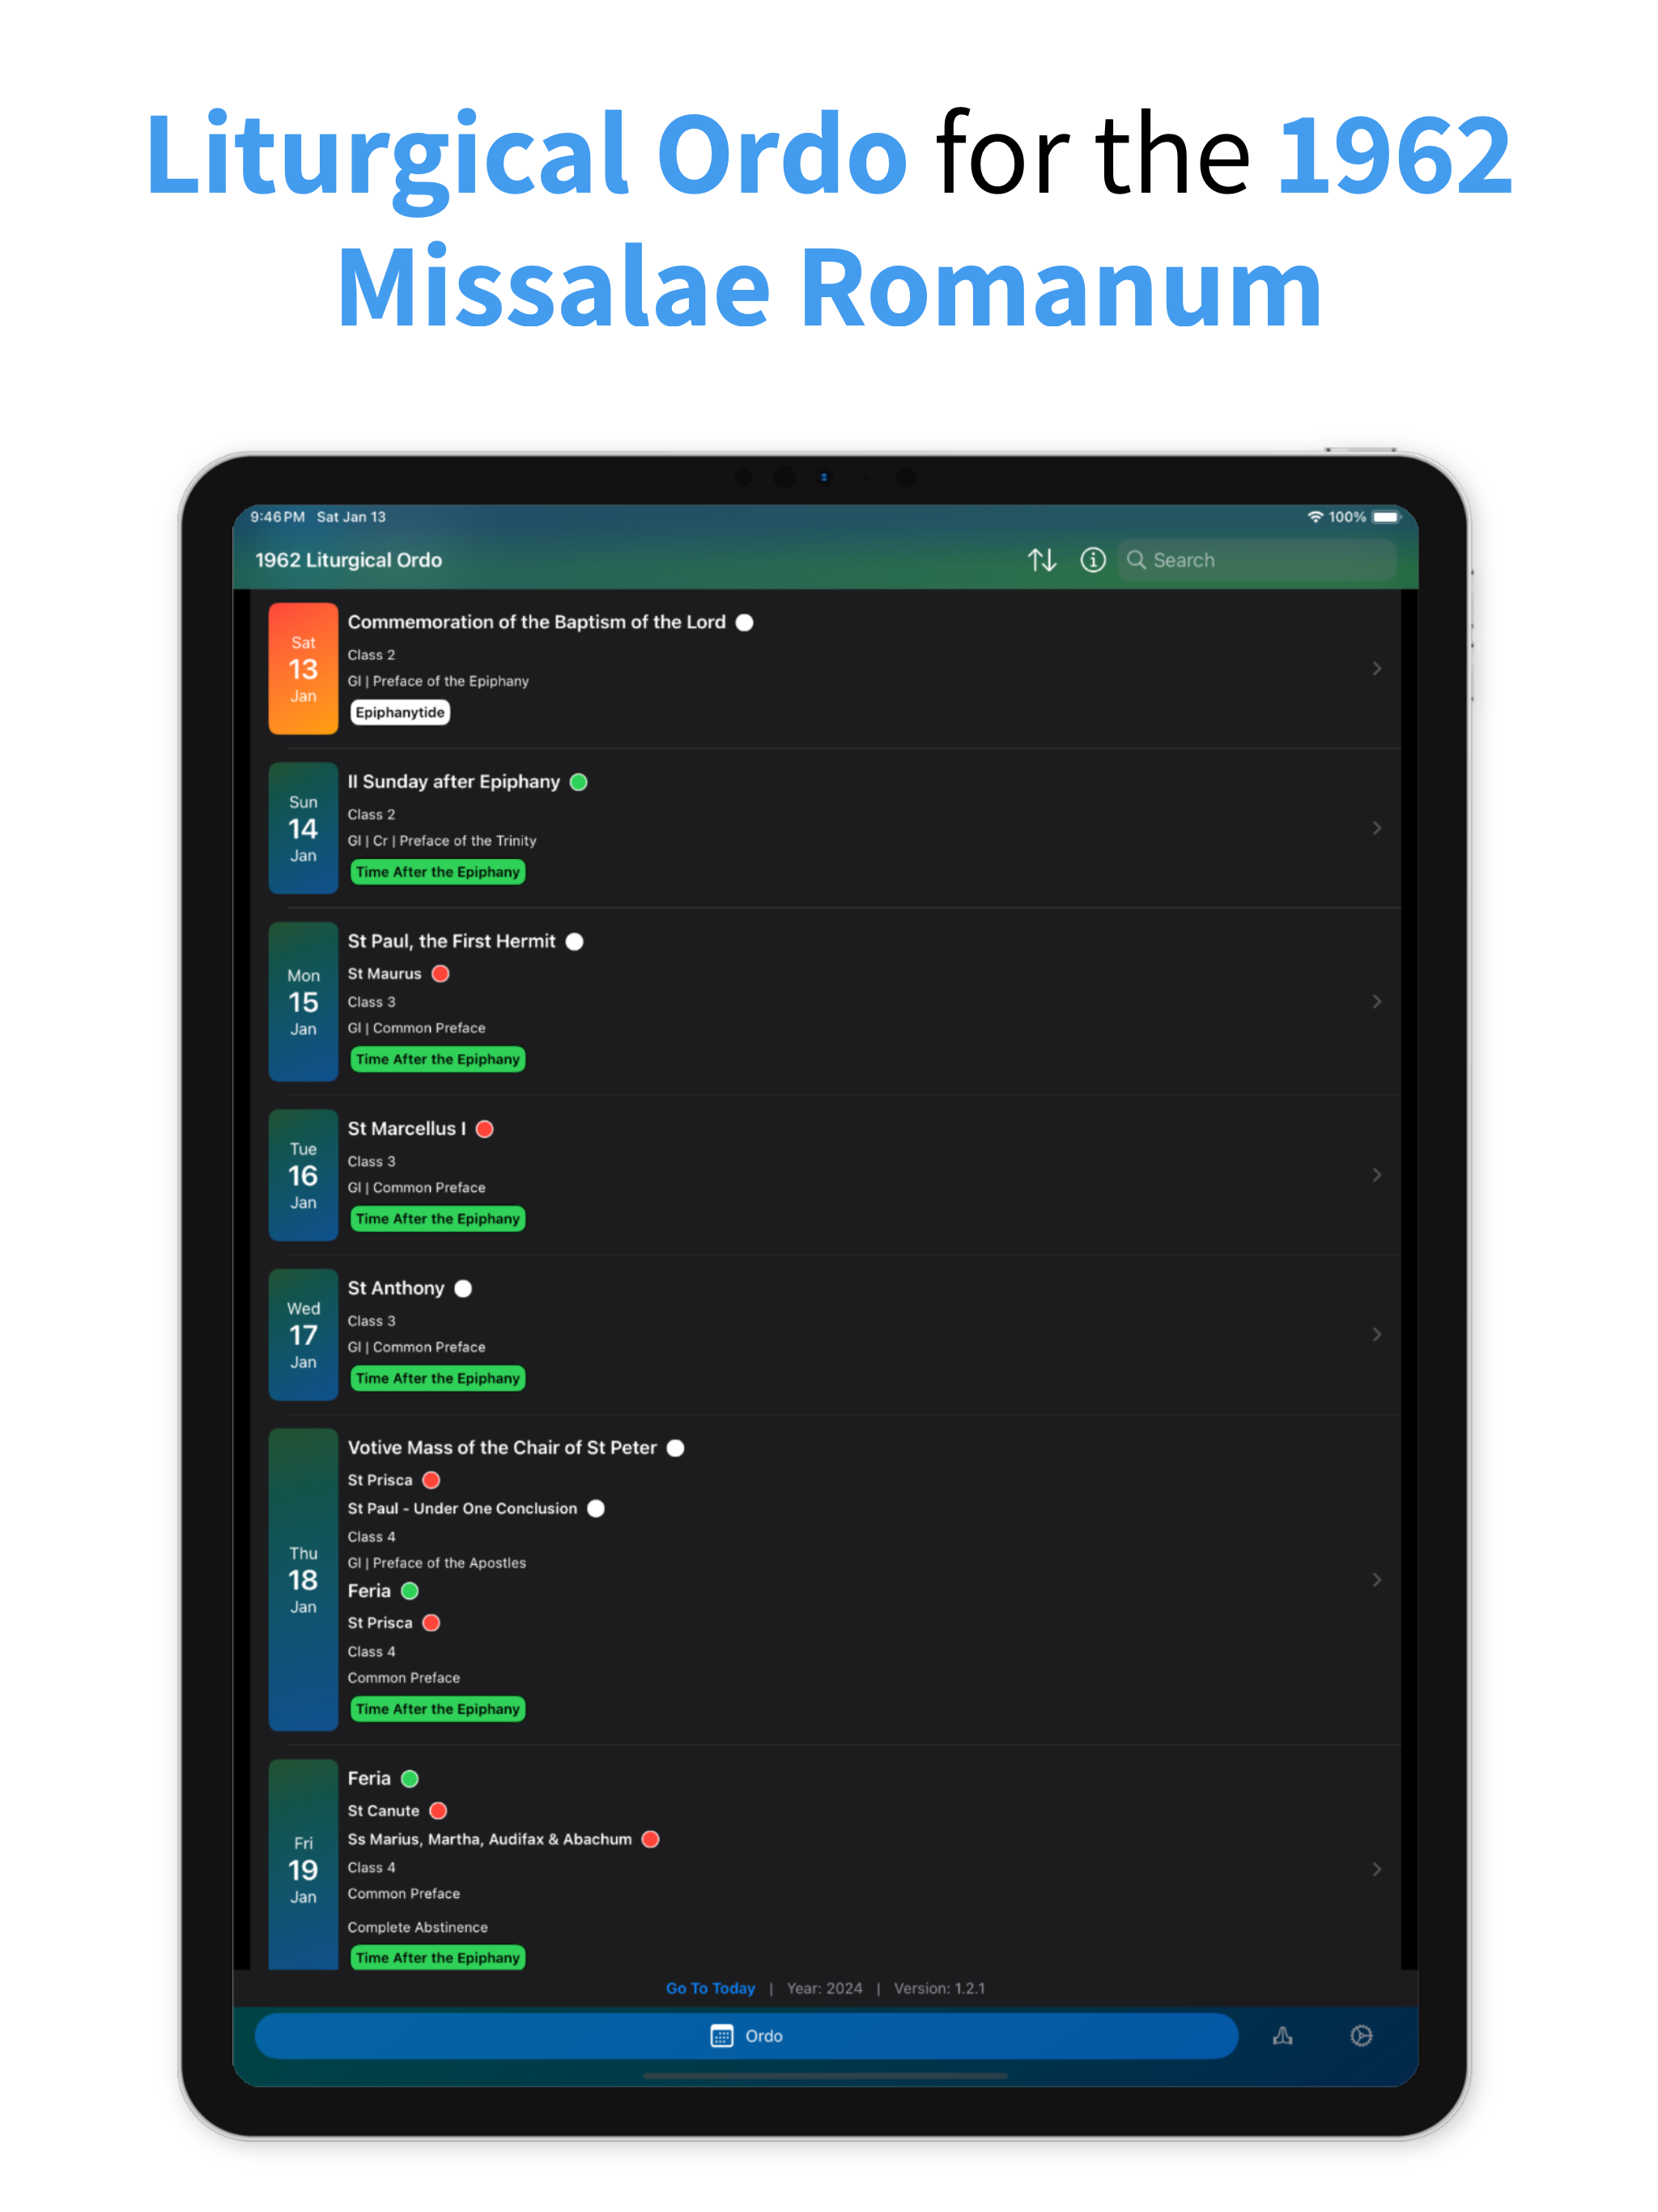 Liturgical Ordo for the 1962
Missalae Romanum
9:46 PM Sat Jan 13
100%
1962 Liturgical Ordo
Search
Sat
13
Jan
Commemoration of the Baptism of the Lord
Class 2
Gl | Preface of the Epiphany
Epiphanytide
Sun
14
Jan
II Sunday after Epiphany
Class 2
Gl | Cr | Preface of the Trinity
Time After the Epiphany
Mon
15
Jan
St Paul, the First Hermit
St Maurus
Class 3
Gl | Common Preface
Time After the Epiphany
Tue
16
Jan
St Marcellus I
Class 3
Gl | Common Preface
Time After the Epiphany
Wed
17
Jan
St Anthony
Class 3
Gl | Common Preface
Time After the Epiphany
Thu
18
Jan
Votive Mass of the Chair of St Peter
St Prisca
St Paul - Under One Conclusion
Class 4
Gl | Preface of the Apostles
Feria
St Prisca
Class 4
Common Preface
Time After the Epiphany
Fri
19
Jan
Feria
St Canute
Ss Marius, Martha, Audifax & Abachum
Class 4
Common Preface
Complete Abstinence
Time After the Epiphany
Go To Today | Year: 2024 | Version: 1.2.1
Ordo